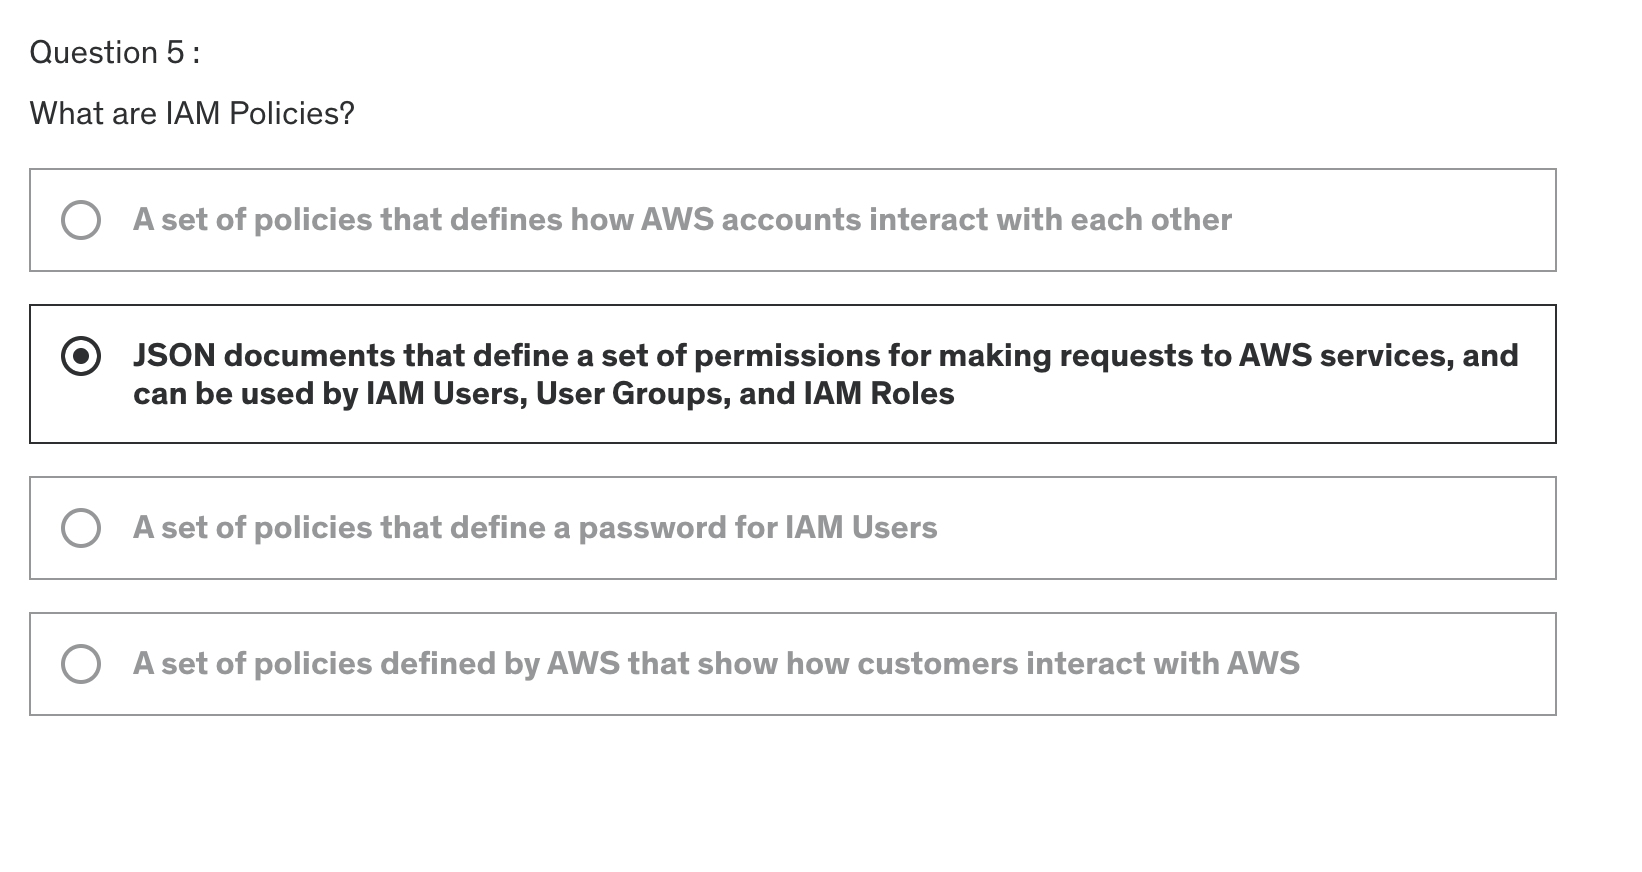 Question 5 :
What are IAM Policies?
A set of policies that defines how AWS accounts interact with each other
JSON documents that define a set of permissions for making requests to AWS services, and
can be used by IAM Users, User Groups, and IAM Roles
A set of policies that define a password for IAM Users
A set of policies defined by AWS that show how customers interact with AWS